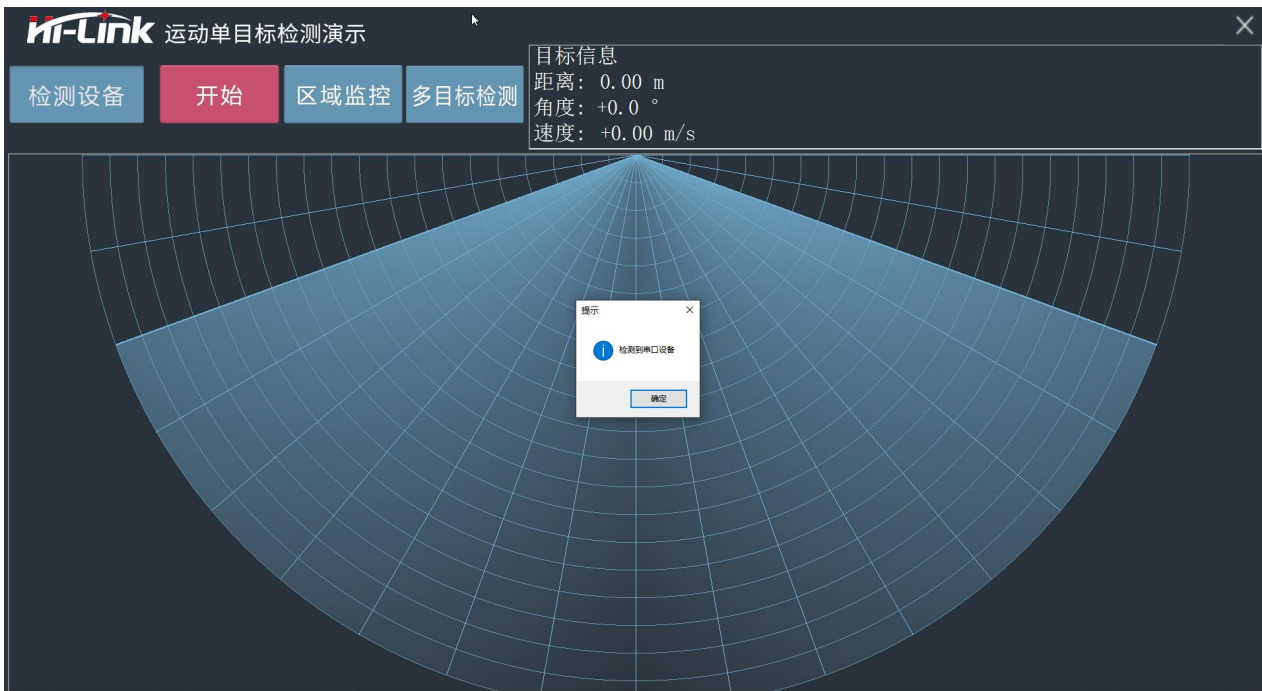 Hi-Link 运动单目标检测演示
检测设备
开始
区域监控
多目标检测
目标信息
距离: 0.00 m
角度: +0.0 °
速度: +0.00 m/s
提示
检测到串口设备
确定